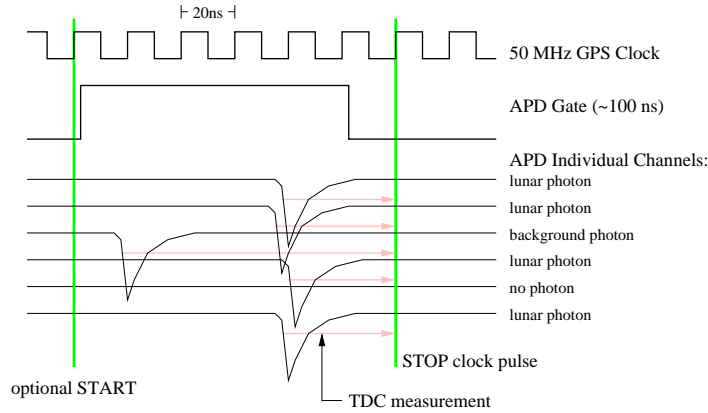 20ns
50 MHz GPS Clock
APD Gate (~100 ns)
APD Individual Channels:
lunar photon
lunar photon
background photon
lunar photon
no photon
lunar photon
STOP clock pulse
optional START
TDC measurement